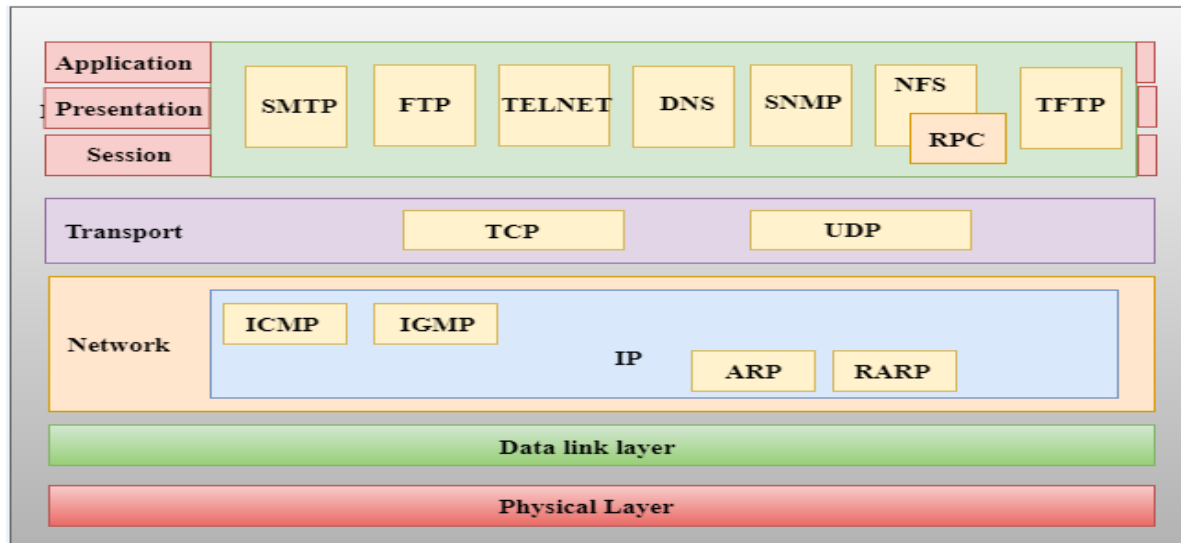 Application
Presentation
Session
SMTP FTP TELNET DNS SNMP NFS RPC TFTP
Transport TCP UDP
Network
ICMP IGMP
IP
ARP RARP
Data link layer
Physical Layer